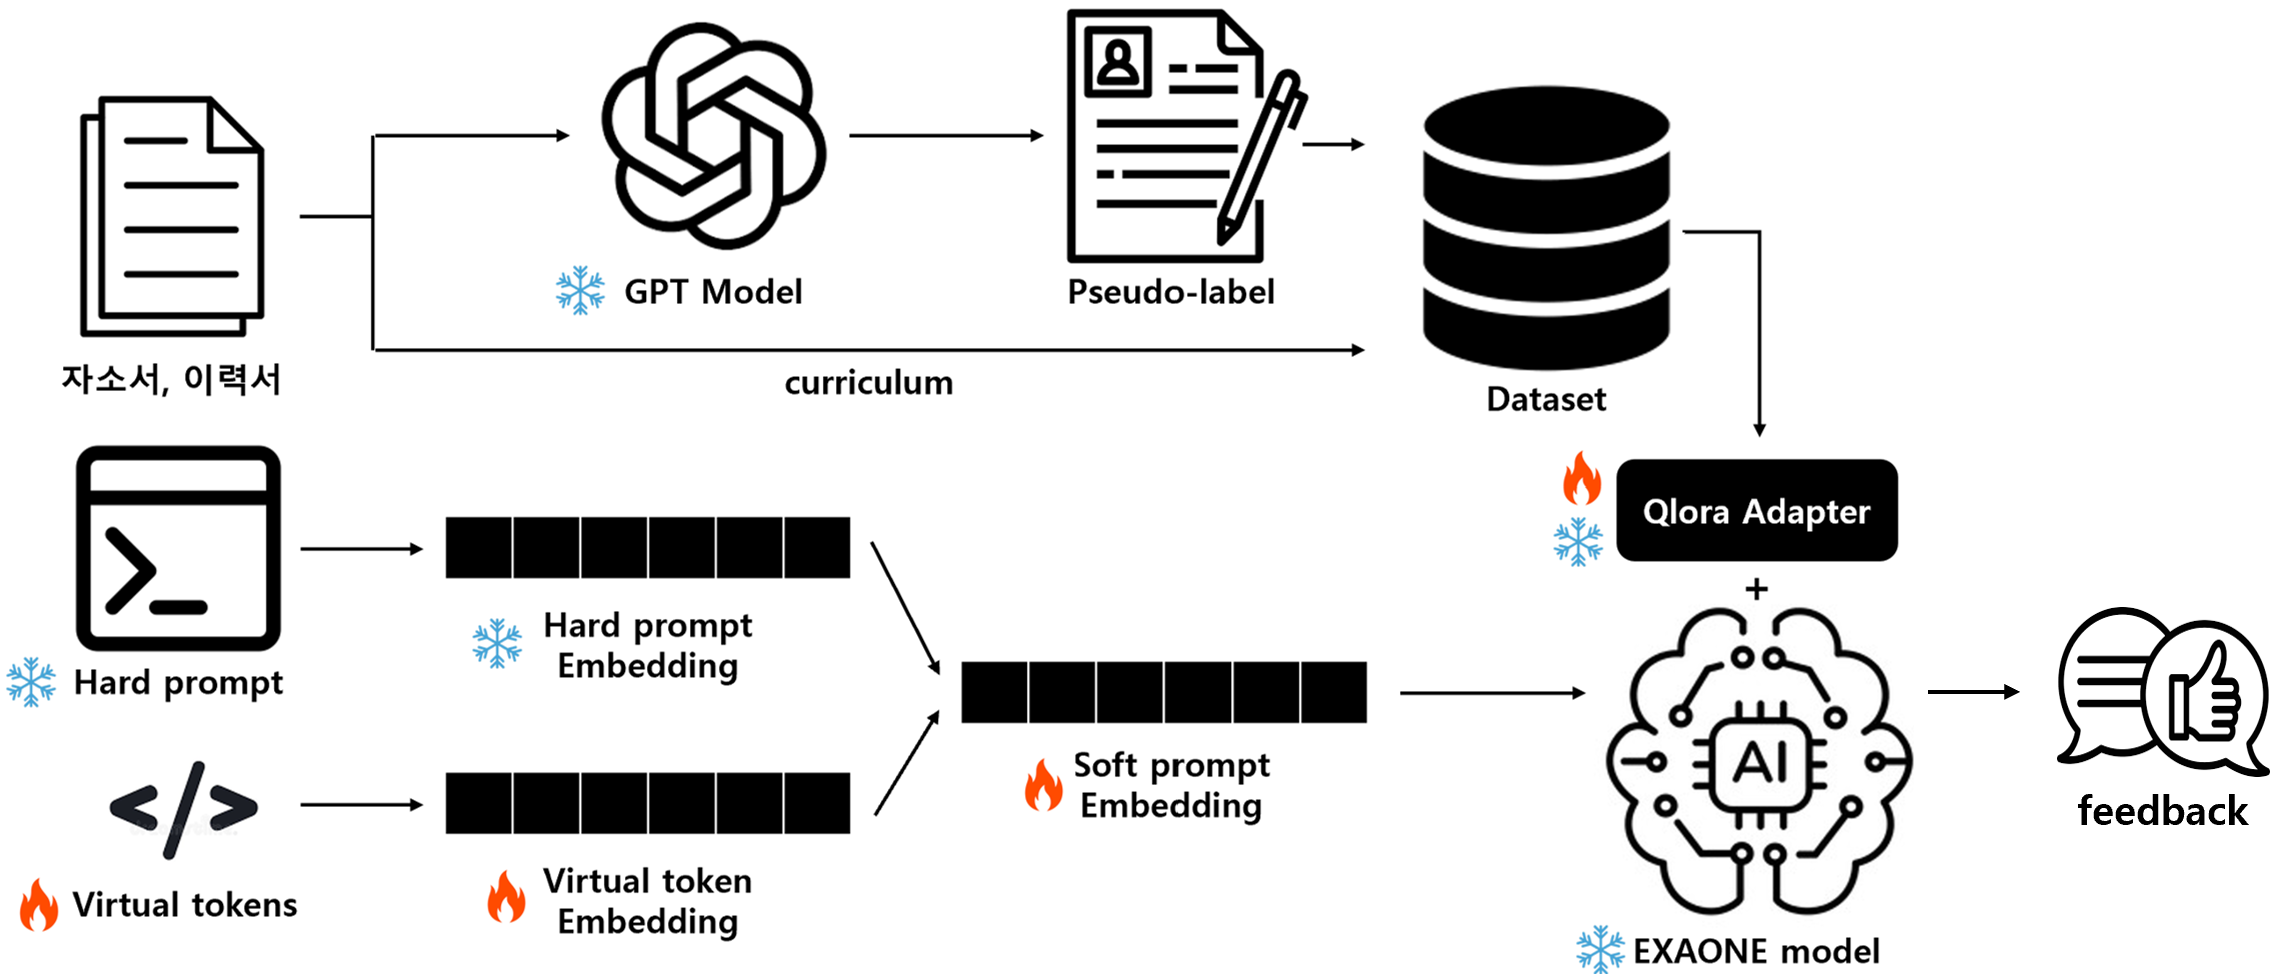 GPT Model
Pseudo-label
자소서, 이력서
curriculum
Dataset
Qlora Adapter
+
Hard prompt
Hard prompt
Embedding
Soft prompt
Embedding
AI
Virtual tokens
Virtual token
Embedding
EXAONE model
feedback